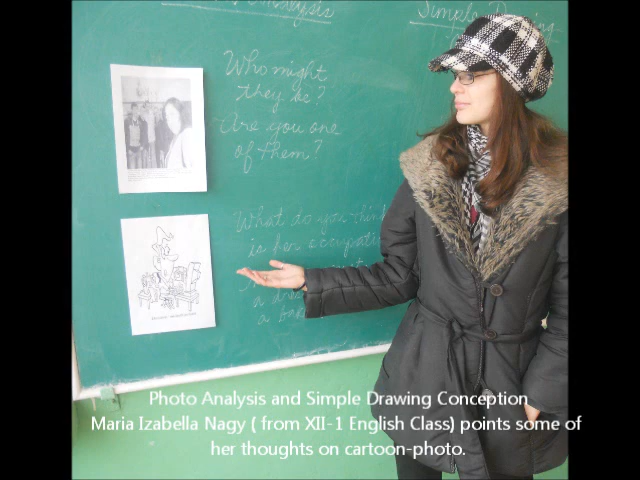 Analysis
Simple Drawing
Who might
they be?
Are you one
of them?
What do you think
is her occupation
Photo Analysis and Simple Drawing Conception
Maria Izabella Nagy ( from XII-1 English Class) points some of
her thoughts on cartoon-photo.